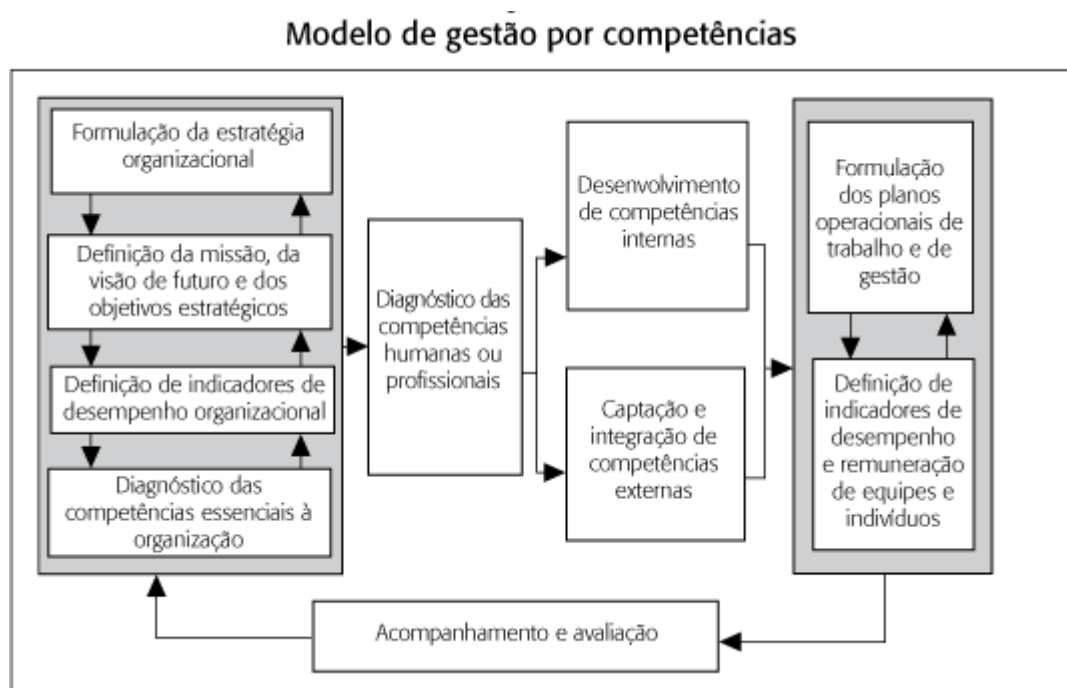 Modelo de gestão por competências
Formulação da estratégia
organizacional
Definição da missão, da
visão de futuro e dos
objetivos estratégicos
Definição de indicadores de
desempenho organizacional
Diagnóstico das
competências essenciais à
organização
Diagnóstico das
competências
humanas ou
profissionais
Desenvolvimento
de competências
internas
Captação e
integração de
competências
externas
Formulação
dos planos
operacionais de
trabalho e de
gestão
Definição de
indicadores de
desempenho
e remuneração
de equipes e
indivíduos
Acompanhamento e avaliação